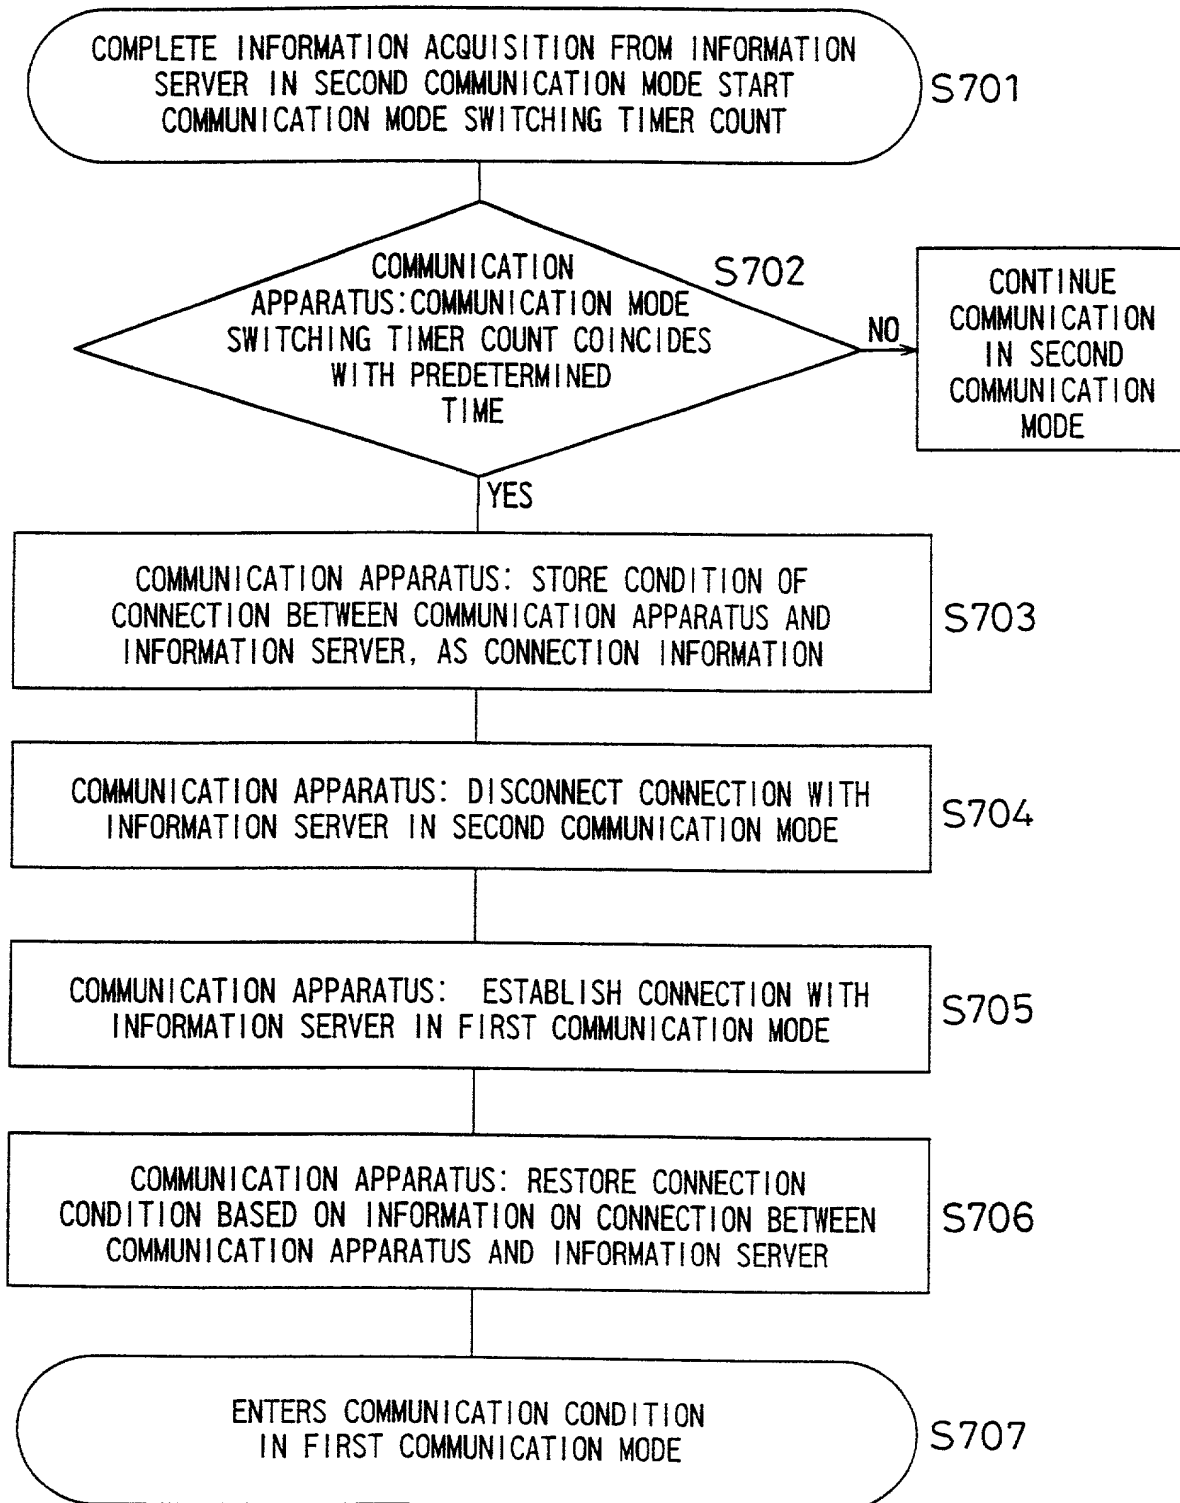 COMPLETE INFORMATION ACQUISITION FROM INFORMATION
SERVER IN SECOND COMMUNICATION MODE START
COMMUNICATION MODE SWITCHING TIMER COUNT
S701
COMMUNICATION
APPARATUS:COMMUNICATION MODE
SWITCHING TIMER COUNT COINCIDES
WITH PREDETERMINED
TIME
S702
NO
CONTINUE
COMMUNICATION
IN SECOND
COMMUNICATION
MODE
YES
COMMUNICATION APPARATUS: STORE CONDITION OF
CONNECTION BETWEEN COMMUNICATION APPARATUS AND
INFORMATION SERVER, AS CONNECTION INFORMATION
S703
COMMUNICATION APPARATUS: DISCONNECT CONNECTION WITH
INFORMATION SERVER IN SECOND COMMUNICATION MODE
S704
COMMUNICATION APPARATUS: ESTABLISH CONNECTION WITH
INFORMATION SERVER IN FIRST COMMUNICATION MODE
S705
COMMUNICATION APPARATUS: RESTORE CONNECTION
CONDITION BASED ON INFORMATION ON CONNECTION BETWEEN
COMMUNICATION APPARATUS AND INFORMATION SERVER
S706
ENTERS COMMUNICATION CONDITION
IN FIRST COMMUNICATION MODE
S707